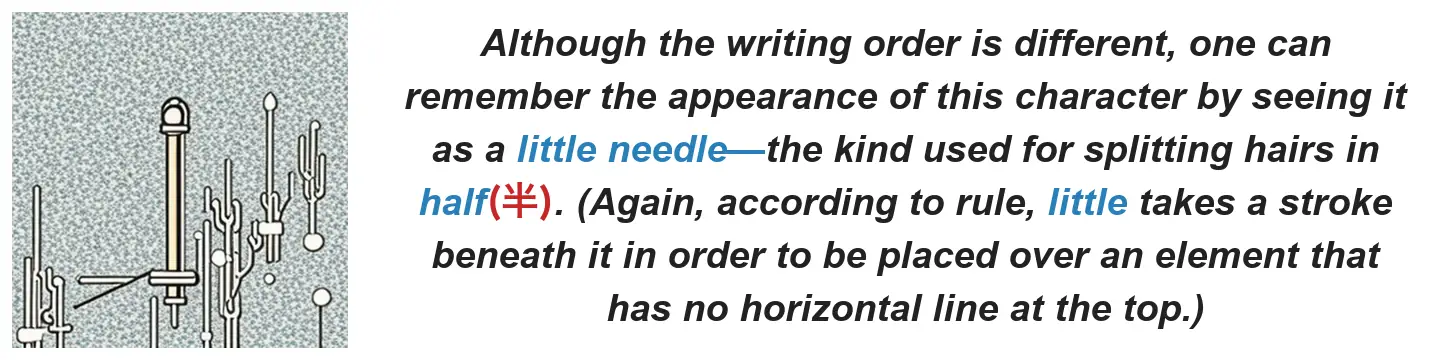 Although the writing order is different, one can
remember the appearance of this character by seeing it
as a little needle—the kind used for splitting hairs in
half(半). (Again, according to rule, little takes a stroke
beneath it in order to be placed over an element that
has no horizontal line at the top.)